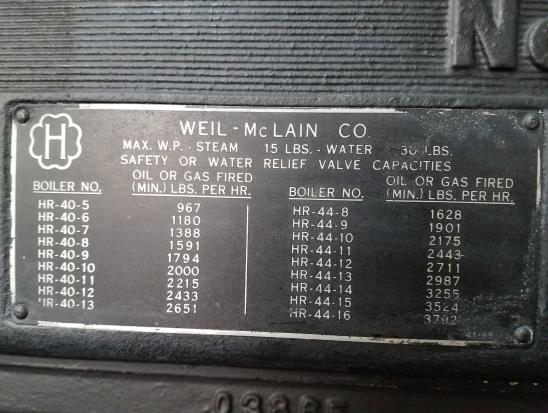 No
H
WEIL-McLAIN CO.
MAX. W.P. - STEAM 15 LBS. - WATER 30 LBS.
SAFETY OR WATER RELIEF VALVE CAPACITIES
BOILER NO. OIL OR GAS FIRED (MIN.) LBS. PER HR.
HR-40-5 967
HR-40-6 1180
HR-40-7 1388
HR-40-8 1591
HR-40-9 1794
HR-40-10 2000
HR-40-11 2215
HR-40-12 2433
HR-40-13 2651
BOILER NO. OIL OR GAS FIRED (MIN.) LBS. PER HR.
HR-44-8 1628
HR-44-9 1901
HR-44-10 2175
HR-44-11 2443
HR-44-12 2711
HR-44-13 2987
HR-44-14 3255
HR-44-15 3524
HR-44-16 3792